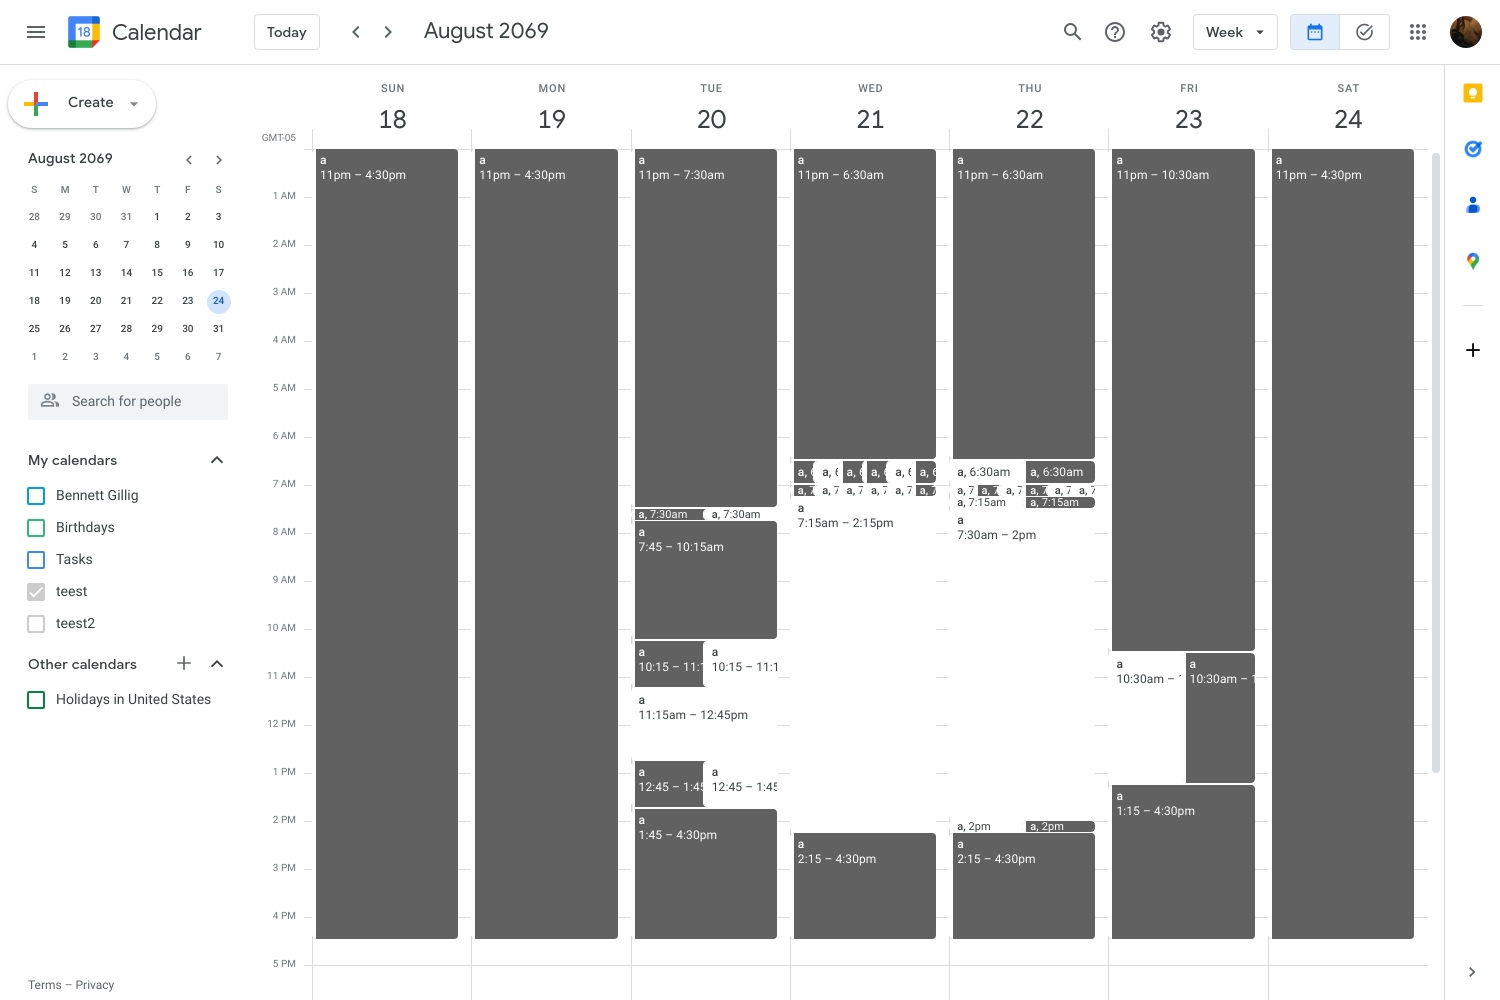 18 Calendar
Today
August 2069
Week
Create
August 2069
S M T W T F S
28 29 30 31 1 2 3
4 5 6 7 8 9 10
11 12 13 14 15 16 17
18 19 20 21 22 23 24
25 26 27 28 29 30 31
1 2 3 4 5 6 7
Search for people
My calendars
Bennett Gillig
Birthdays
Tasks
teest
teest2
Other calendars
Holidays in United States
Terms – Privacy
SUN MON TUE WED THU FRI SAT
18 19 20 21 22 23 24
GMT-05
1 AM
2 AM
3 AM
4 AM
5 AM
6 AM
7 AM
8 AM
9 AM
10 AM
11 AM
12 PM
1 PM
2 PM
3 PM
4 PM
5 PM
a
11pm – 4:30pm
a
11pm – 4:30pm
a
11pm – 7:30am
a, 7:30am
a, 7:30am
a
7:45 – 10:15am
a
10:15 – 11:1
a
10:15 – 11:1
a
11:15am – 12:45pm
a
12:45 – 1:45
a
12:45 – 1:45
a
1:45 – 4:30pm
a
11pm – 6:30am
a, 6 a, 6 a, 6 a, 6 a, 6 a, 6
a, 7 a, 7 a, 7 a, 7 a, 7 a, 7
a
7:15am – 2:15pm
a
2:15 – 4:30pm
a
11pm – 6:30am
a, 6:30am
a, 6:30am
a, 7 a, 7 a, 7 a, 7 a, 7 a, 7
a, 7:15am
a, 7:15am
a
7:30am – 2pm
a, 2pm
a, 2pm
a
2:15 – 4:30pm
a
11pm – 10:30am
a
10:30am –
a
10:30am – 1
a
1:15 – 4:30pm
a
11pm – 4:30pm